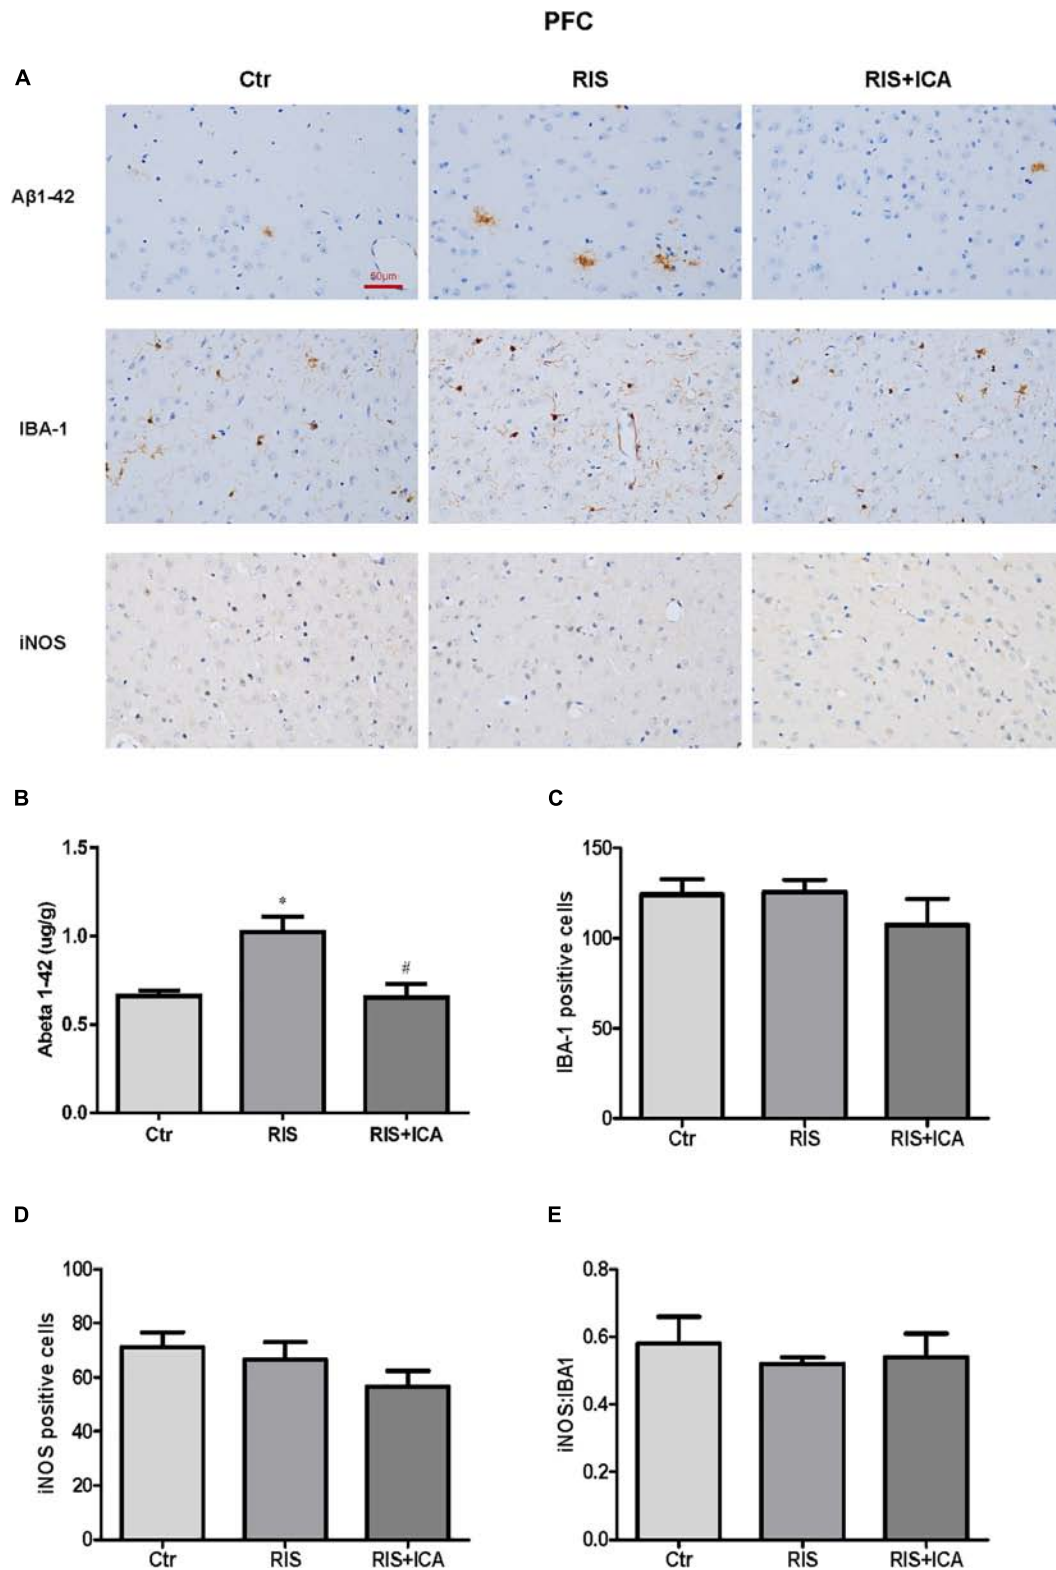 PFC
A
Ctr RIS RIS+ICA
Aβ1-42
50μm
IBA-1
iNOS
B
1.5
1.0
0.5
0.0
Abeta 1-42 (ug/g)
*
#
Ctr RIS RIS+ICA
C
150
100
50
0
IBA-1 positive cells
Ctr RIS RIS+ICA
D
100
80
60
40
20
0
iNOS positive cells
Ctr RIS RIS+ICA
E
0.8
0.6
0.4
0.2
0.0
iNOS:IBA1
Ctr RIS RIS+ICA